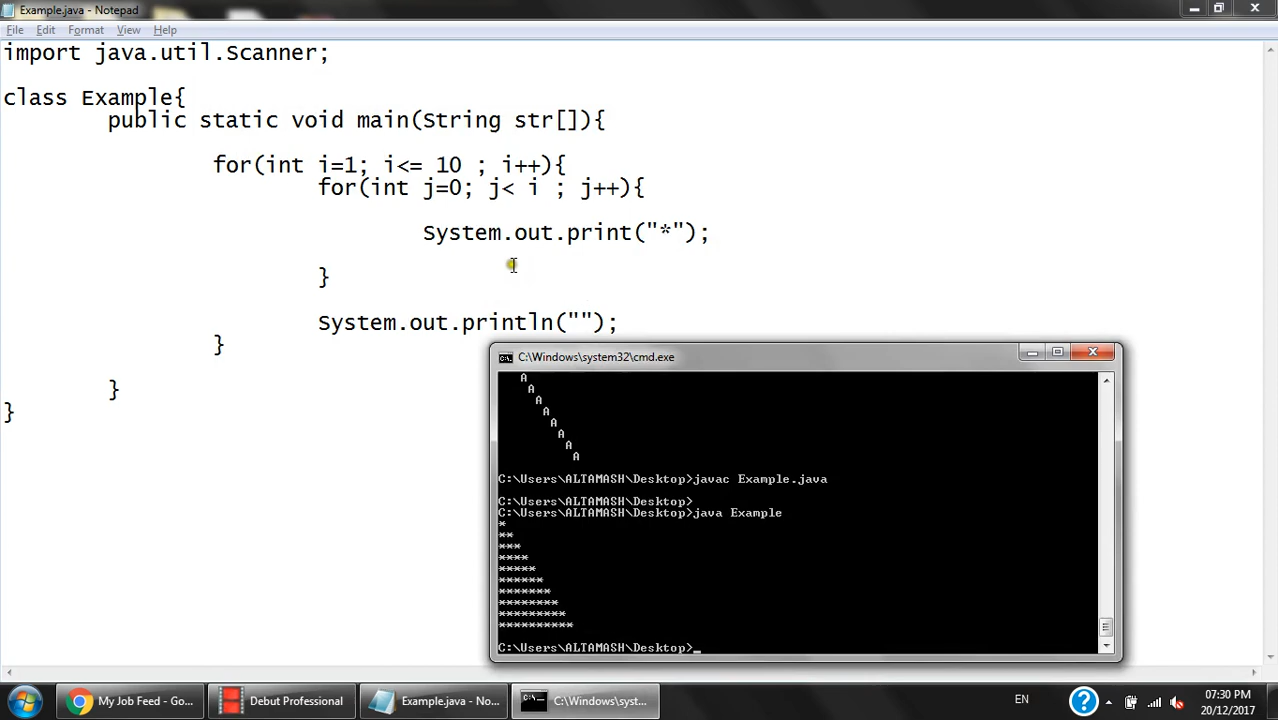 Example.java - Notepad
File Edit Format View Help
import java.util.Scanner;
class Example{
public static void main(String str[]){
for(int i=1; i<= 10 ; i++){
for(int j=0; j< i ; j++){
System.out.print("*");
}
System.out.println("");
}
}
}
C:\Windows\system32\cmd.exe
A
A
A
A
A
A
A
A
C:\Users\ALTAMASH\Desktop>javac Example.java
C:\Users\ALTAMASH\Desktop>
C:\Users\ALTAMASH\Desktop>java Example
*
**
***
****
*****
******
*******
********
*********
**********
C:\Users\ALTAMASH\Desktop>_
My Job Feed - Go... Debut Professional Example.java - No... C:\Windows\syst... EN 07:30 PM
20/12/2017